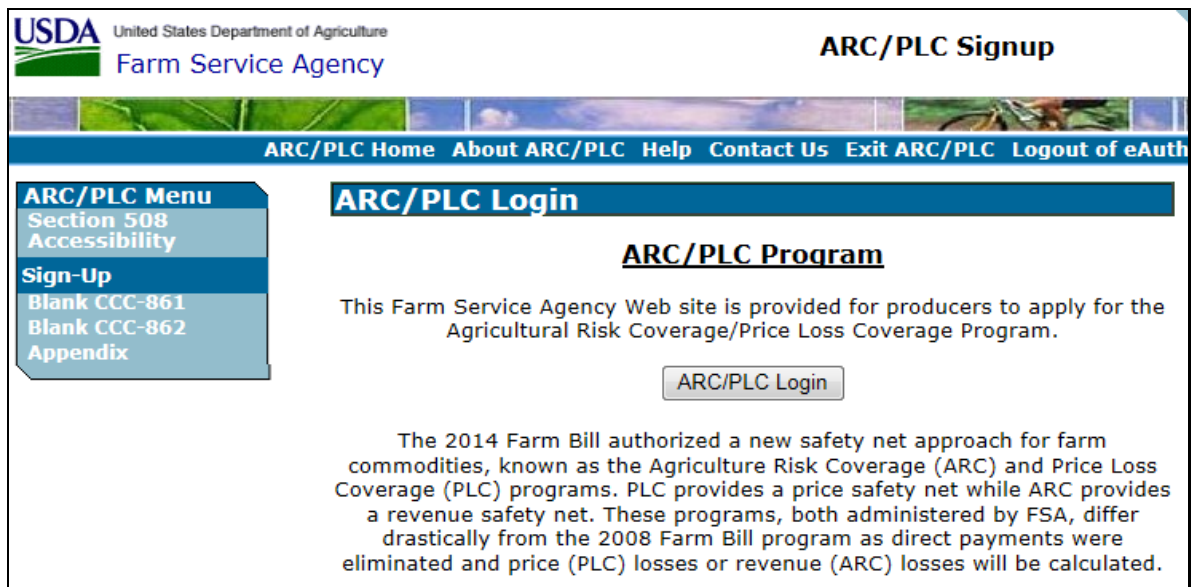 USDA United States Department of Agriculture
Farm Service Agency
ARC/PLC Signup
ARC/PLC Home About ARC/PLC Help Contact Us Exit ARC/PLC Logout of eAuth
ARC/PLC Menu
Section 508
Accessibility
Sign-Up
Blank CCC-861
Blank CCC-862
Appendix
ARC/PLC Login
ARC/PLC Program
This Farm Service Agency Web site is provided for producers to apply for the
Agricultural Risk Coverage/Price Loss Coverage Program.
ARC/PLC Login
The 2014 Farm Bill authorized a new safety net approach for farm
commodities, known as the Agriculture Risk Coverage (ARC) and Price Loss
Coverage (PLC) programs. PLC provides a price safety net while ARC provides
a revenue safety net. These programs, both administered by FSA, differ
drastically from the 2008 Farm Bill program as direct payments were
eliminated and price (PLC) losses or revenue (ARC) losses will be calculated.